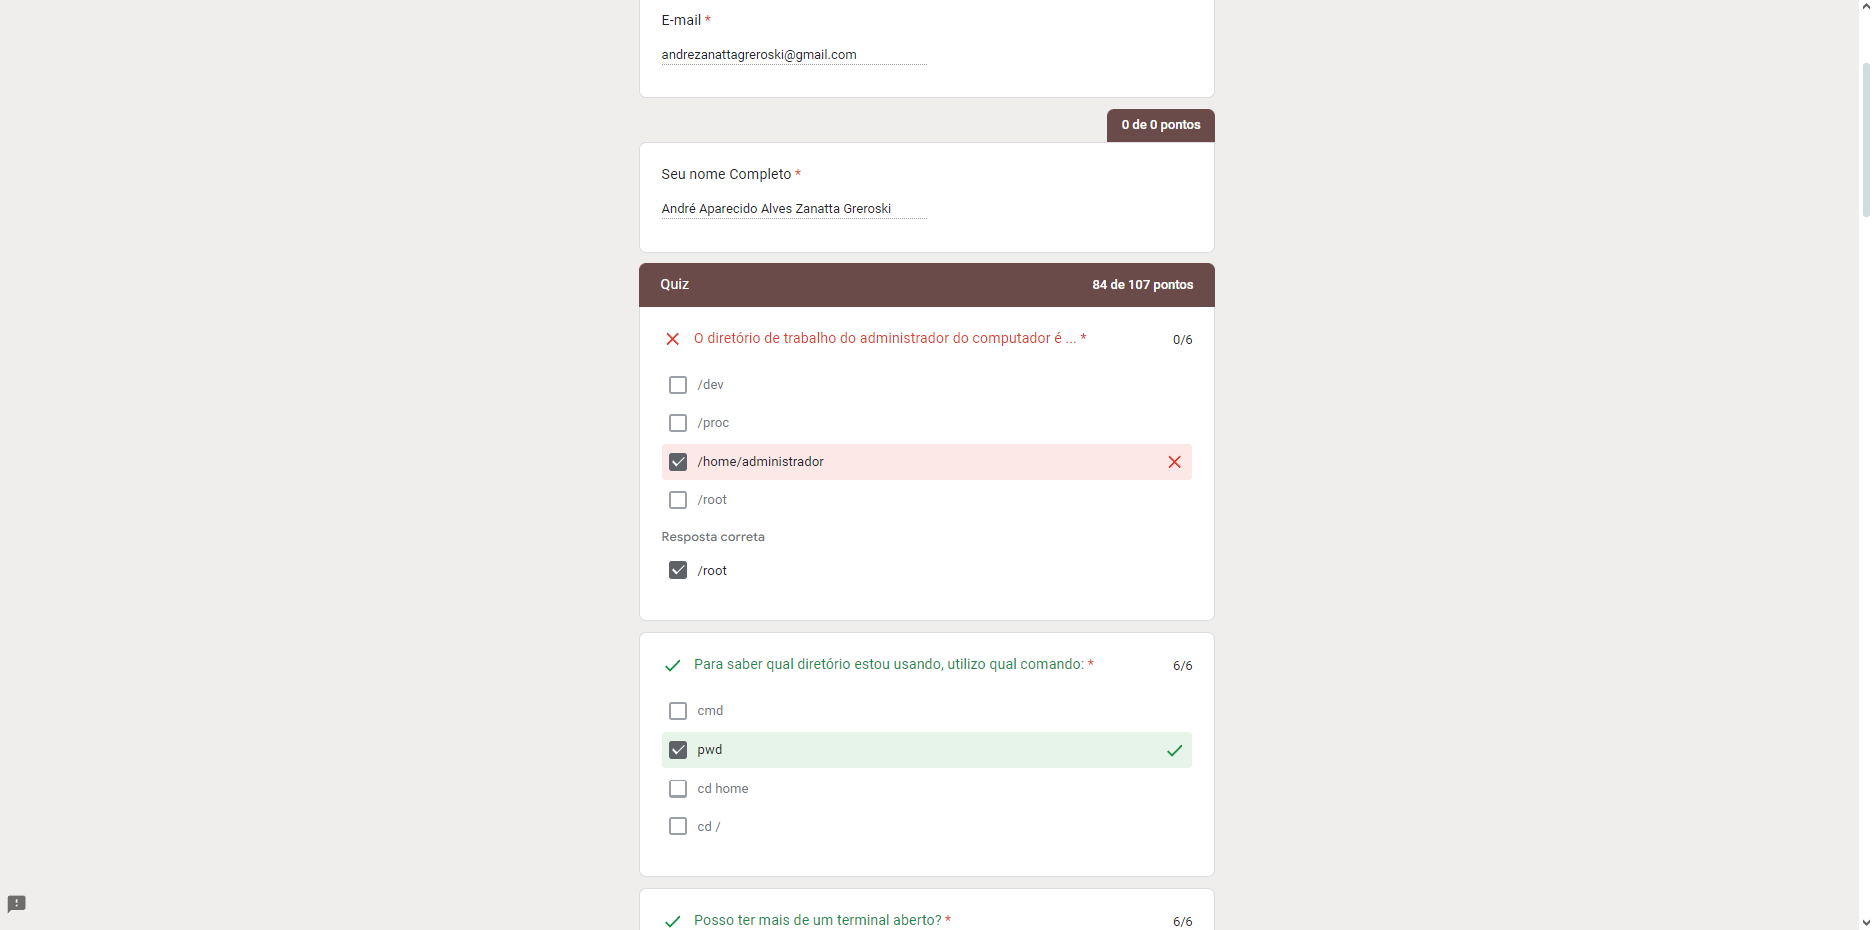 E-mail *
andrezanattagreroski@gmail.com
0 de 0 pontos
Seu nome Completo *
André Aparecido Alves Zanatta Greroski
Quiz 84 de 107 pontos
O diretório de trabalho do administrador do computador é ... * 0/6
/dev
/proc
/home/administrador
/root
Resposta correta
/root
Para saber qual diretório estou usando, utilizo qual comando: * 6/6
cmd
pwd
cd home
cd /
Posso ter mais de um terminal aberto? * 6/6